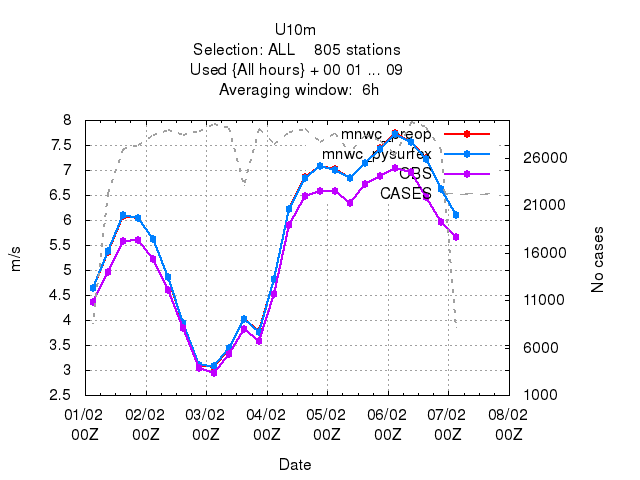 U10m
Selection: ALL    805 stations
Used {All hours} + 00 01 ... 09
Averaging window:  6h
8
7.5
7
6.5
6
5.5
5
4.5
4
3.5
3
2.5
m/s
mnwc_preop
mnwc_pysurfex
OBS
CASES
26000
21000
16000
11000
6000
1000
No cases
01/02 02/02 03/02 04/02 05/02 06/02 07/02 08/02
00Z 00Z 00Z 00Z 00Z 00Z 00Z 00Z
Date